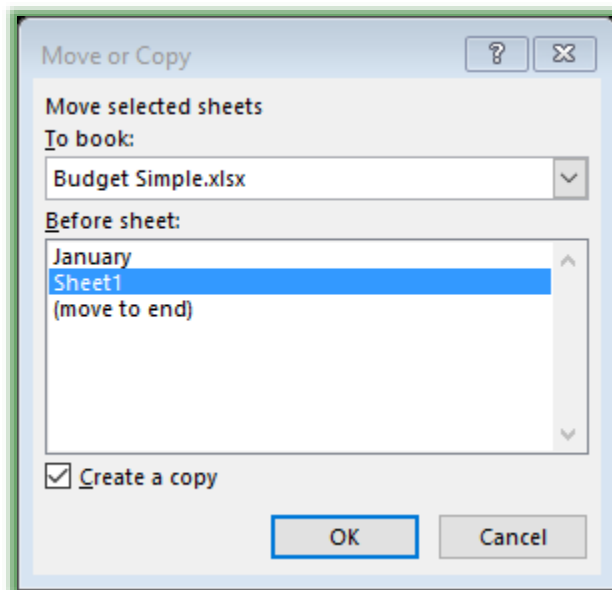 Move or Copy
Move selected sheets
To book:
Budget Simple.xlsx
Before sheet:
January
Sheet1
(move to end)
Create a copy
OK Cancel